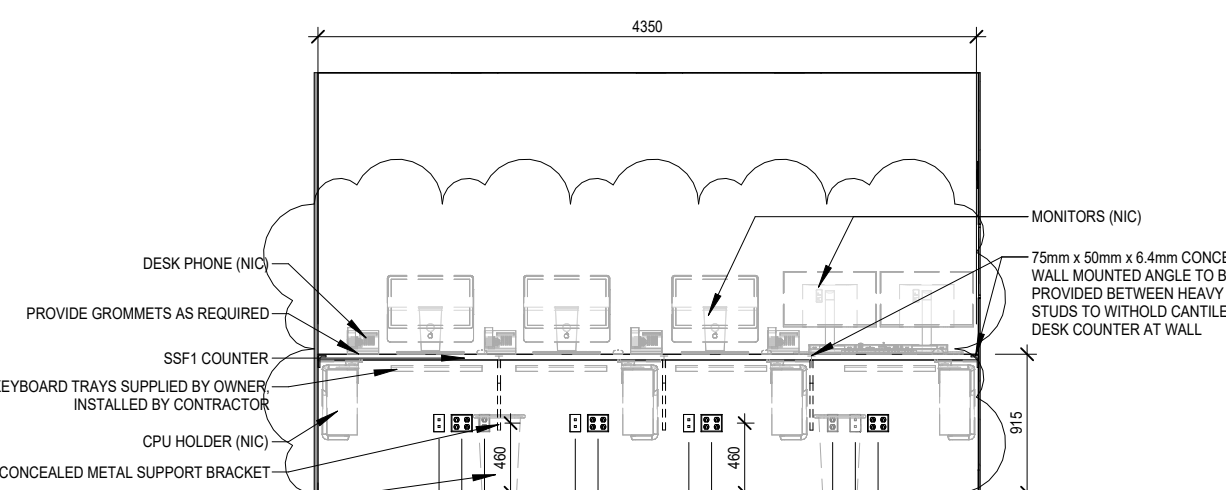 4350
MONITORS (NIC)
DESK PHONE (NIC)
75mm x 50mm x 6.4mm
WALL MOUNTED ANGLE TO
PROVIDED BETWEEN HEAVY
STUDS TO WITHOLD
DESK COUNTER AT WALL
PROVIDE GROMMETS AS REQUIRED
SSF1 COUNTER
KEYBOARD TRAYS SUPPLIED BY OWNER,
INSTALLED BY CONTRACTOR
CPU HOLDER (NIC)
CONCEALED METAL SUPPORT BRACKET
460
460
915